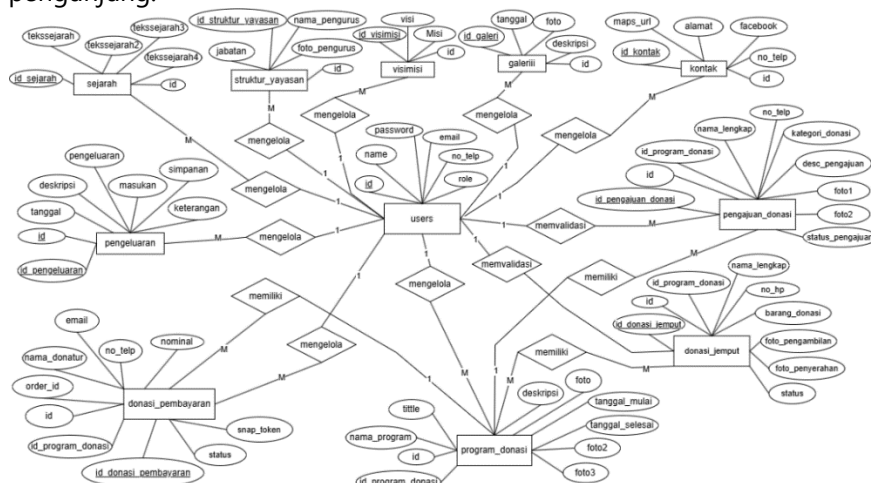 pengunjang.
tekssejarah
tekssejarah2
tekssejarah3
tekssejarah4
id_sejarah
id
sejarah
id_struktur_yayasan
nama_pengurus
jabatan
foto_pengurus
id
struktur_yayasan
visi
id_visimisi
Misi
id
visimisi
tanggal
foto
id_galeri
deskripsi
id
galeriii
maps_url
alamat
facebook
id_kontak
no_telp
id
kontak
M
M
M
M
M
mengelola
mengelola
mengelola
mengelola
mengelola
1
1
1
1
1
password
email
name
no_telp
id
role
users
pengeluaran
simpanan
deskripsi
masukan
tanggal
keterangan
id
id_pengeluaran
pengeluaran
M
mengelola
1
no_telp
nama_lengkap
kategori_donasi
id_program_donasi
desc_pengajuan
id
foto1
id_pengajuan_donasi
foto2
status_pengajuan
pengajuan_donasi
1
memvalidasi
M
1
memvalidasi
M
memiliki
M
1
nama_lengkap
id_program_donasi
no_hp
id
barang_donasi
id_donasi_jemput
foto_pengambilan
foto_penyerahan
status
donasi_jemput
M
memiliki
M
1
mengelola
M
memiliki
M
1
1
mengelola
M
email
no_telp
nominal
nama_donatur
order_id
id
id_program_donasi
snap_token
status
id_donasi_pembayaran
donasi_pembayaran
deskripsi
foto
tittle
tanggal_mulai
nama_program
tanggal_selesai
id
foto2
id_program_donasi
foto3
program_donasi